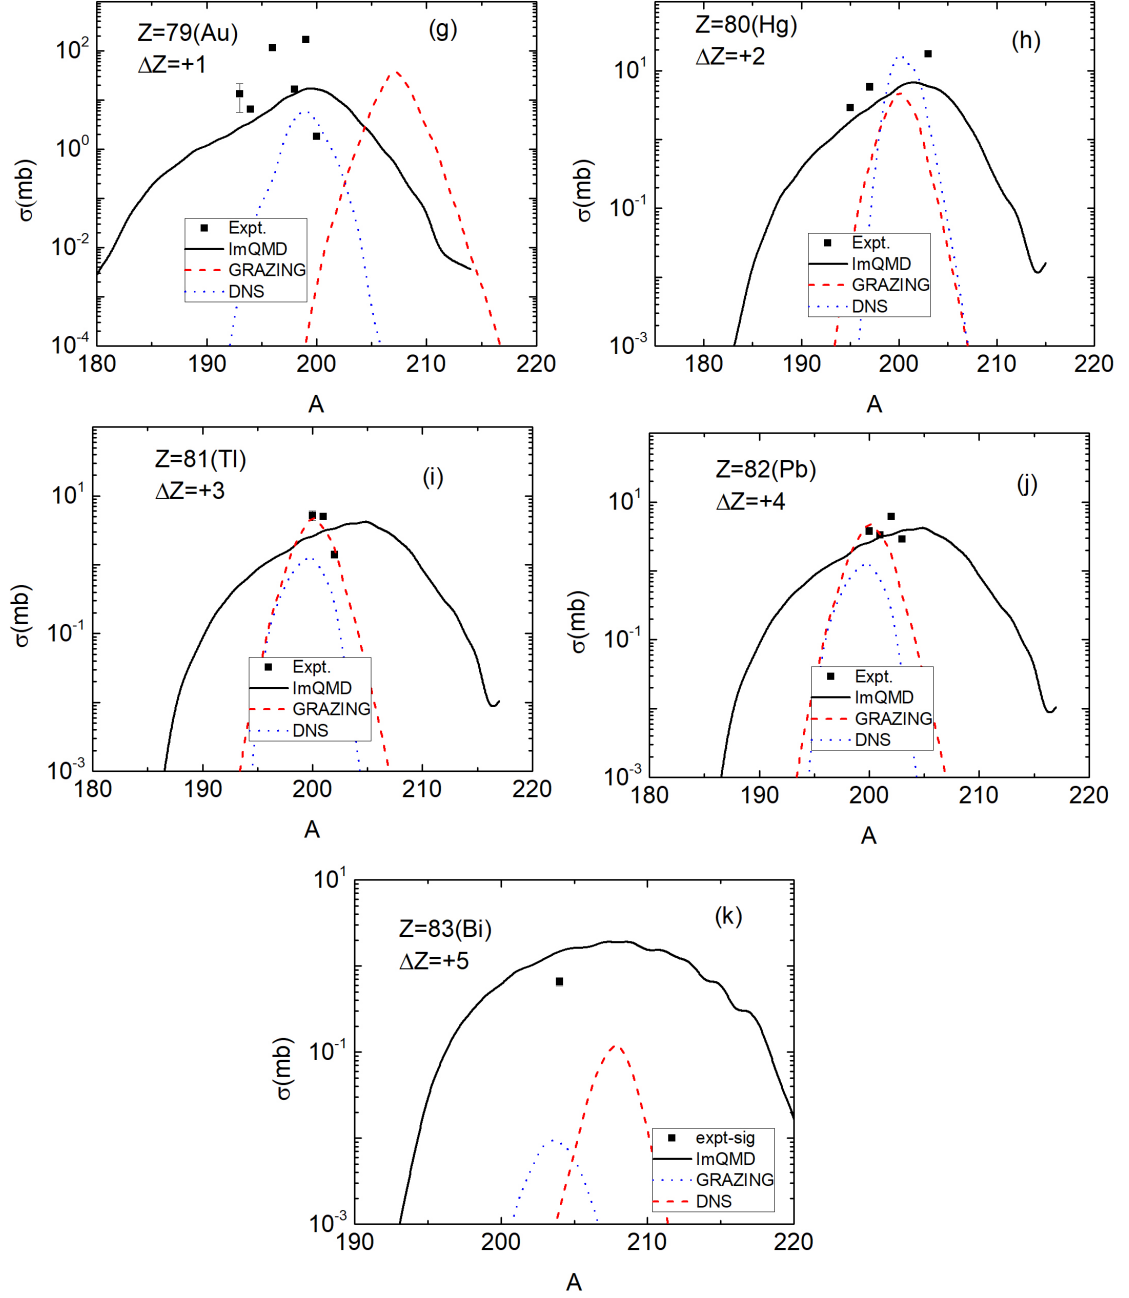 Z=79(Au)
ΔZ=+1
(g)
σ(mb)
10^2
10^0
10^-2
10^-4
Expt.
ImQMD
GRAZING
DNS
180 190 200 210 220
A
Z=80(Hg)
ΔZ=+2
(h)
σ(mb)
10^1
10^-1
10^-3
Expt.
ImQMD
GRAZING
DNS
180 190 200 210 220
A
Z=81(Tl)
ΔZ=+3
(i)
σ(mb)
10^1
10^-1
10^-3
Expt.
ImQMD
GRAZING
DNS
180 190 200 210 220
A
Z=82(Pb)
ΔZ=+4
(j)
σ(mb)
10^1
10^-1
10^-3
Expt.
ImQMD
GRAZING
DNS
180 190 200 210 220
A
Z=83(Bi)
ΔZ=+5
(k)
σ(mb)
10^1
10^-1
10^-3
expt-sig
ImQMD
GRAZING
DNS
190 200 210 220
A